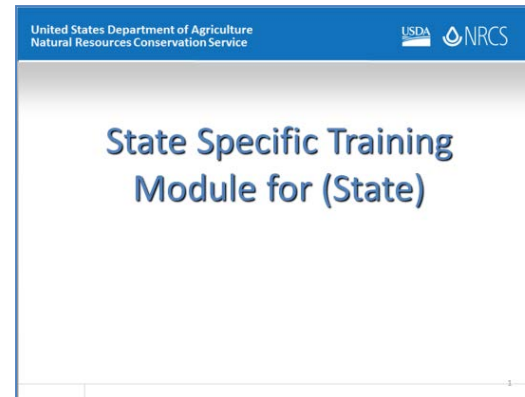 United States Department of Agriculture
Natural Resources Conservation Service
USDA NRCS
State Specific Training
Module for (State)
1